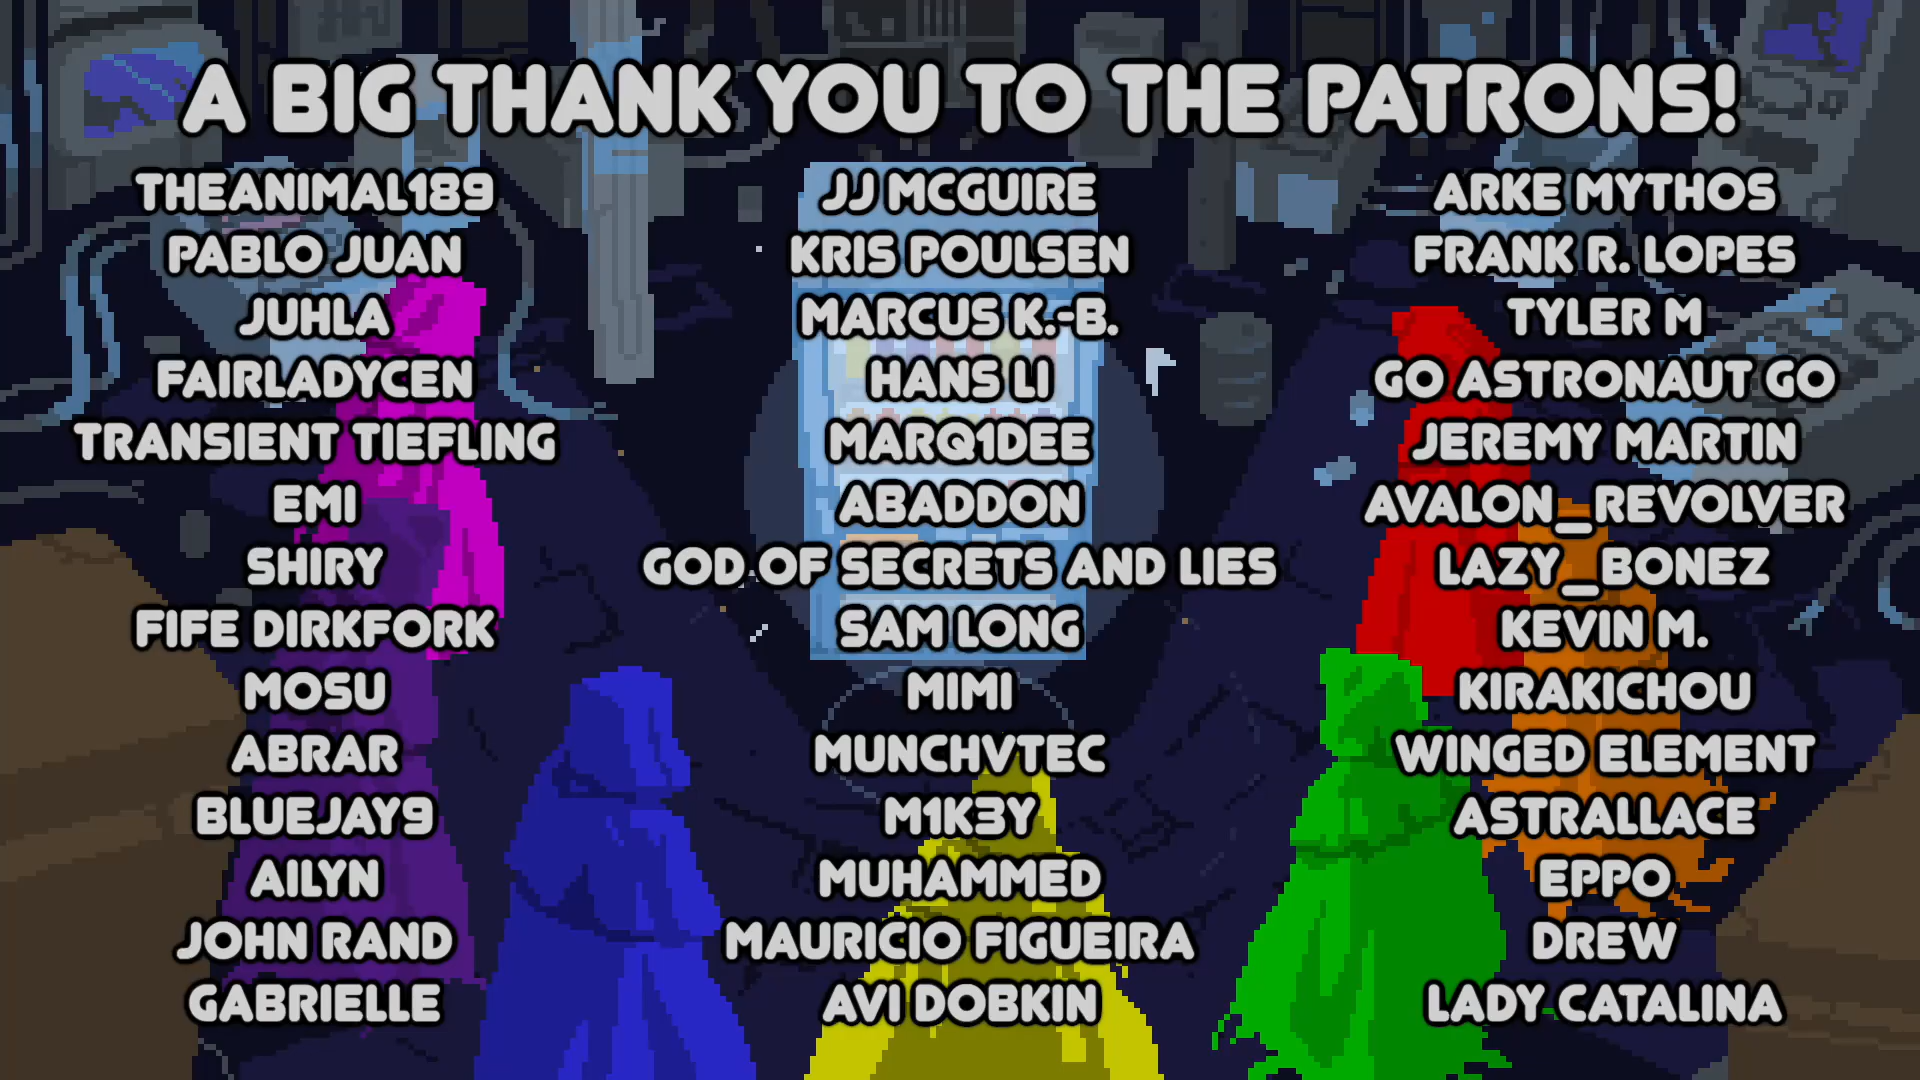 A BIG THANK YOU TO THE PATRONS!
THEANIMAL189
PABLO JUAN
JUHLA
FAIRLADYCEN
TRANSIENT TIEFLING
EMI
SHIRY
FIFE DIRKFORK
MOSU
ABRAR
BLUEJAY9
AILYN
JOHN RAND
GABRIELLE
JJ MCGUIRE
KRIS POULSEN
MARCUS K.-B.
HANS LI
MARQ1DEE
ABADDON
GOD OF SECRETS AND LIES
SAM LONG
MIMI
MUNCHVTEC
M1K3Y
MUHAMMED
MAURICIO FIGUEIRA
AVI DOBKIN
ARKE MYTHOS
FRANK R. LOPES
TYLER M
GO ASTRONAUT GO
JEREMY MARTIN
AVALON_REVOLVER
LAZY_BONEZ
KEVIN M.
KIRAKICHOU
WINGED ELEMENT
ASTRALLACE
EPPO
DREW
LADY CATALINA